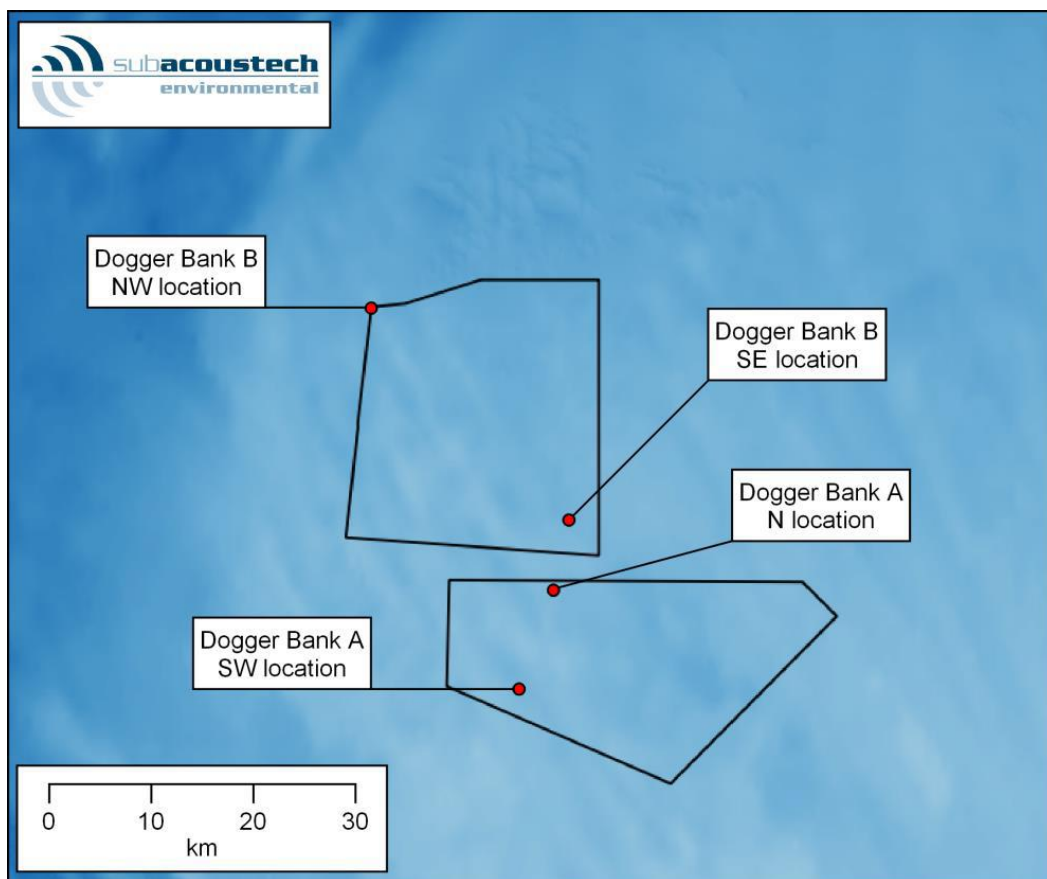 subacoustech
environmental
Dogger Bank B
NW location
Dogger Bank B
SE location
Dogger Bank A
N location
Dogger Bank A
SW location
0 10 20 30
km